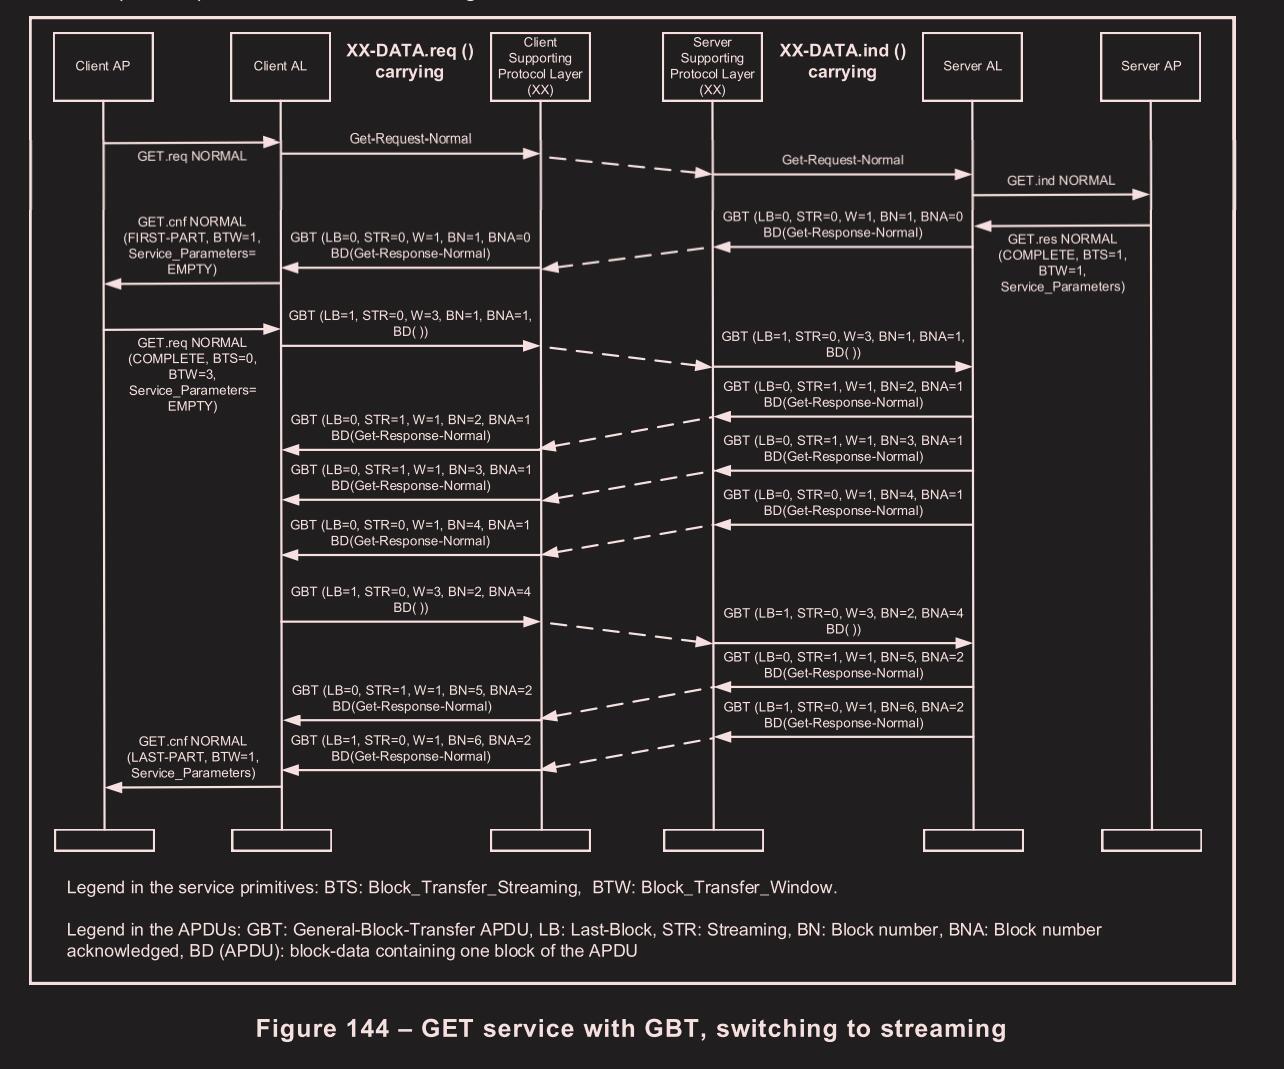 Client AP
Client AL
XX-DATA.req ()
carrying
Client
Supporting
Protocol Layer
(XX)
Server
Supporting
Protocol Layer
(XX)
XX-DATA.ind ()
carrying
Server AL
Server AP
GET.req NORMAL
Get-Request-Normal
Get-Request-Normal
GET.ind NORMAL
GET.res NORMAL
(COMPLETE, BTS=1,
BTW=1,
Service_Parameters)
GBT (LB=0, STR=0, W=1, BN=1, BNA=0
BD(Get-Response-Normal)
GBT (LB=0, STR=0, W=1, BN=1, BNA=0
BD(Get-Response-Normal)
GET.cnf NORMAL
(FIRST-PART, BTW=1,
Service_Parameters=
EMPTY)
GET.req NORMAL
(COMPLETE, BTS=0,
BTW=3,
Service_Parameters=
EMPTY)
GBT (LB=1, STR=0, W=3, BN=1, BNA=1,
BD( ))
GBT (LB=1, STR=0, W=3, BN=1, BNA=1,
BD( ))
GBT (LB=0, STR=1, W=1, BN=2, BNA=1
BD(Get-Response-Normal)
GBT (LB=0, STR=1, W=1, BN=2, BNA=1
BD(Get-Response-Normal)
GBT (LB=0, STR=1, W=1, BN=3, BNA=1
BD(Get-Response-Normal)
GBT (LB=0, STR=1, W=1, BN=3, BNA=1
BD(Get-Response-Normal)
GBT (LB=0, STR=0, W=1, BN=4, BNA=1
BD(Get-Response-Normal)
GBT (LB=0, STR=0, W=1, BN=4, BNA=1
BD(Get-Response-Normal)
GBT (LB=1, STR=0, W=3, BN=2, BNA=4
BD( ))
GBT (LB=1, STR=0, W=3, BN=2, BNA=4
BD( ))
GBT (LB=0, STR=1, W=1, BN=5, BNA=2
BD(Get-Response-Normal)
GBT (LB=0, STR=1, W=1, BN=5, BNA=2
BD(Get-Response-Normal)
GBT (LB=1, STR=0, W=1, BN=6, BNA=2
BD(Get-Response-Normal)
GBT (LB=1, STR=0, W=1, BN=6, BNA=2
BD(Get-Response-Normal)
GET.cnf NORMAL
(LAST-PART, BTW=1,
Service_Parameters)
Legend in the service primitives: BTS: Block_Transfer_Streaming, BTW: Block_Transfer_Window.
Legend in the APDUs: GBT: General-Block-Transfer APDU, LB: Last-Block, STR: Streaming, BN: Block number, BNA: Block number
acknowledged, BD (APDU): block-data containing one block of the APDU
Figure 144 – GET service with GBT, switching to streaming